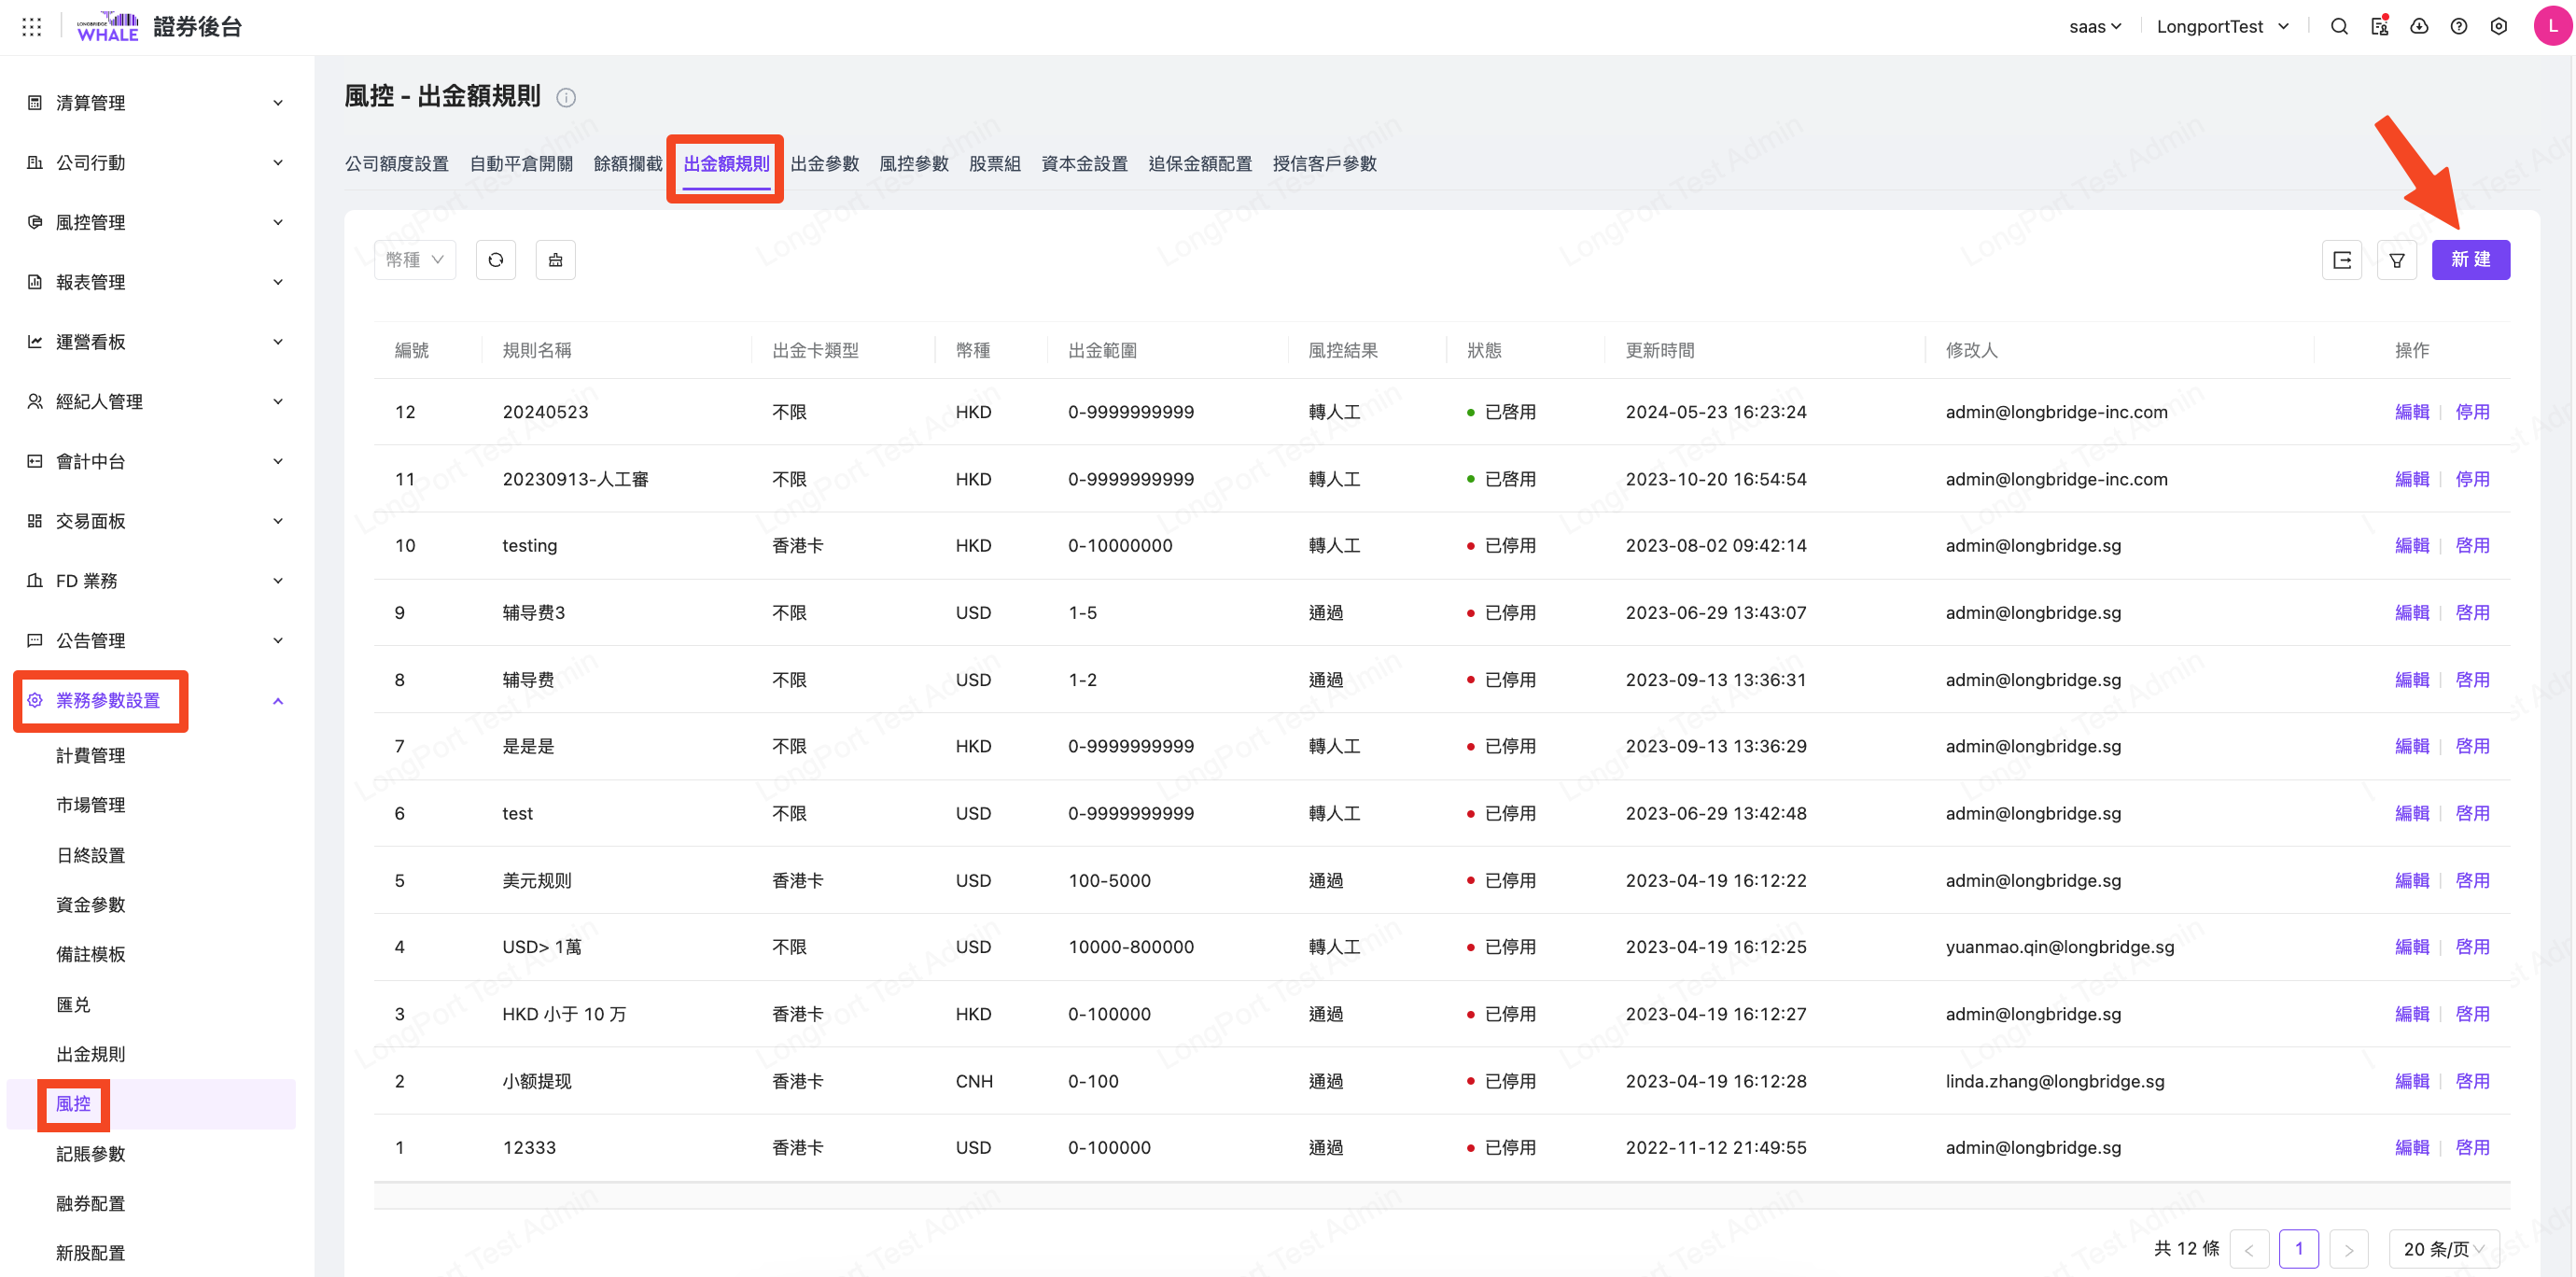 LONGBRIDGE
WHALE
證券後台
saas
LongportTest
L
清算管理
公司行動
風控管理
報表管理
運營看板
經紀人管理
會計中台
交易面板
FD 業務
公告管理
業務參數設置
計費管理
市場管理
日終設置
資金參數
備註模板
匯兑
出金規則
風控
記賬參數
融券配置
新股配置
風控 - 出金額規則
公司額度設置 自動平倉開關 餘額攔截 出金額規則 出金參數 風控參數 股票組 資本金設置 追保金額配置 授信客戶參數
幣種
新 建
編號 規則名稱 出金卡類型 幣種 出金範圍 風控結果 狀態 更新時間 修改人 操作
12 20240523 不限 HKD 0-9999999999 轉人工 已啓用 2024-05-23 16:23:24 admin@longbridge-inc.com 編輯 停用
11 20230913-人工審 不限 HKD 0-9999999999 轉人工 已啓用 2023-10-20 16:54:54 admin@longbridge-inc.com 編輯 停用
10 testing 香港卡 HKD 0-10000000 轉人工 已停用 2023-08-02 09:42:14 admin@longbridge.sg 編輯 啓用
9 辅导费3 不限 USD 1-5 通過 已停用 2023-06-29 13:43:07 admin@longbridge.sg 編輯 啓用
8 辅导费 不限 USD 1-2 通過 已停用 2023-09-13 13:36:31 admin@longbridge.sg 編輯 啓用
7 是是是 不限 HKD 0-9999999999 轉人工 已停用 2023-09-13 13:36:29 admin@longbridge.sg 編輯 啓用
6 test 不限 USD 0-9999999999 轉人工 已停用 2023-06-29 13:42:48 admin@longbridge.sg 編輯 啓用
5 美元规则 香港卡 USD 100-5000 通過 已停用 2023-04-19 16:12:22 admin@longbridge.sg 編輯 啓用
4 USD> 1萬 不限 USD 10000-800000 轉人工 已停用 2023-04-19 16:12:25 yuanmao.qin@longbridge.sg 編輯 啓用
3 HKD 小于 10 万 香港卡 HKD 0-100000 通過 已停用 2023-04-19 16:12:27 admin@longbridge.sg 編輯 啓用
2 小额提现 香港卡 CNH 0-100 通過 已停用 2023-04-19 16:12:28 linda.zhang@longbridge.sg 編輯 啓用
1 12333 香港卡 USD 0-100000 通過 已停用 2022-11-12 21:49:55 admin@longbridge.sg 編輯 啓用
共 12 條 1 20 条/页
LongPort Test Admin